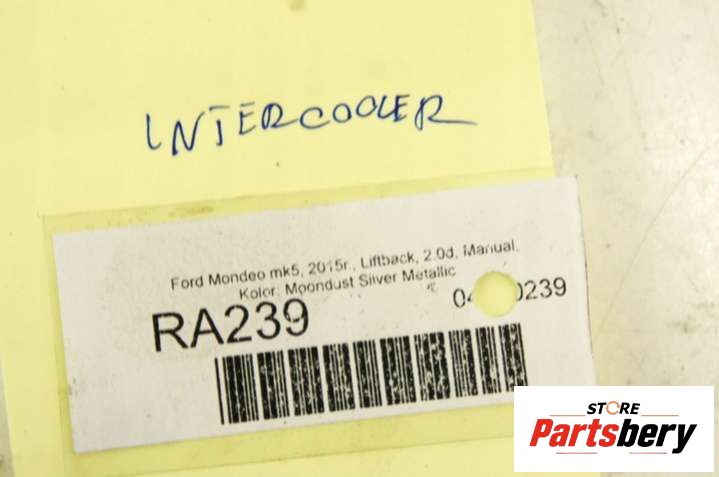 INTERCOOLER
Ford Mondeo mk5, 2015r., Liftback, 2.0d, Manual,
Kolor: Moondust Silver Metallic
RA239
STORE
Partsbery